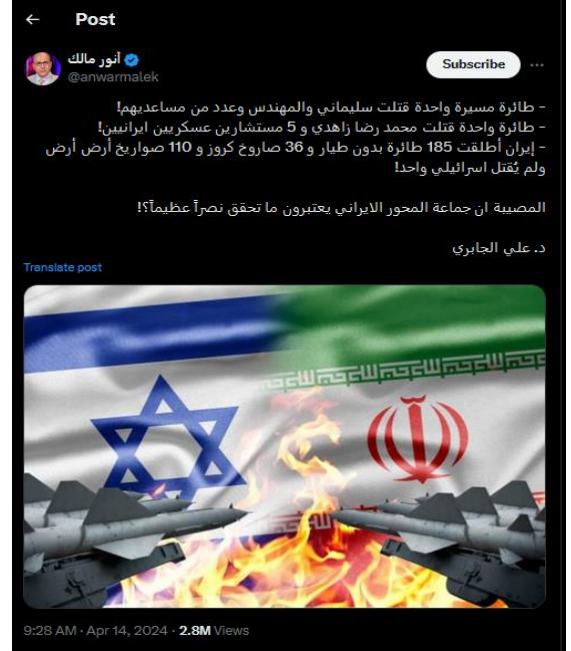 Post
أنور مالك
@anwarmalek
Subscribe
- طائرة مسيرة واحدة قتلت سليماني والمهندس وعدد من مساعديهم!
- طائرة واحدة قتلت محمد رضا زاهدي و 5 مستشارين عسكريين ايرانيين!
- إيران أطلقت 185 طائرة بدون طيار و 36 صاروخ كروز و 110 صواريخ أرض أرض
ولم يُقتل اسرائيلي واحد!
المصيبة ان جماعة المحور الايراني يعتبرون ما تحقق نصراً عظيماً؟!
د. علي الجابري
Translate post
9:28 AM · Apr 14, 2024 · 2.8M Views